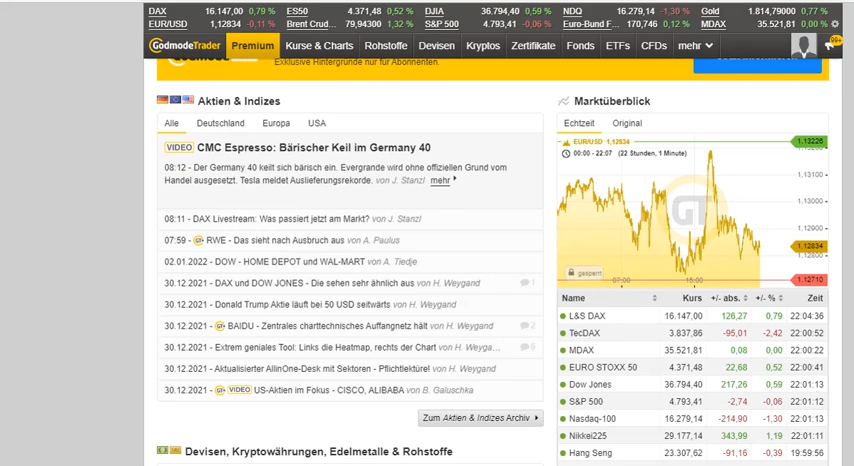 DAX 16.147,00 0,79 % ES50 4.371,48 0,52 % DJIA 36.794,40 0,59 % NDQ 16.279,14 -1,30 % Gold 1.814,79000 0,77 %
EUR/USD 1,12834 -0,11 % Brent Crud... 79,94300 1,32 % S&P 500 4.793,41 -0,06 % Euro-Bund F... 170,746 0,12 % MDAX 35.521,81 0,00 %
GodmodeTrader Premium Kurse & Charts Rohstoffe Devisen Kryptos Zertifikate Fonds ETFs CFDs mehr 99+
Exklusive Hintergründe nur für Abonnenten.
Aktien & Indizes
Alle Deutschland Europa USA
VIDEO CMC Espresso: Bärischer Keil im Germany 40
08:12 - Der Germany 40 keilt sich bärisch ein. Evergrande wird ohne offiziellen Grund vom
Handel ausgesetzt. Tesla meldet Auslieferungsrekorde. von J. Stanzl mehr
08:11 - DAX Livestream: Was passiert jetzt am Markt? von J. Stanzl
07:59 - GT+ RWE - Das sieht nach Ausbruch aus von A. Paulus
02.01.2022 - DOW - HOME DEPOT und WAL-MART von A. Tiedje
30.12.2021 - DAX und DOW JONES - Die sehen sehr ähnlich aus von H. Weygand 1
30.12.2021 - Donald Trump Aktie läuft bei 50 USD seitwärts von H. Weygand
30.12.2021 - GT+ BAIDU - Zentrales charttechnisches Auffangnetz hält von H. Weygand 2
30.12.2021 - Extrem geniales Tool: Links die Heatmap, rechts der Chart von H. Weyga...
30.12.2021 - Aktualisierter AllinOne-Desk mit Sektoren - Pflichtlektüre! von H. Weygand
30.12.2021 - GT+ VIDEO US-Aktien im Fokus - CISCO, ALIBABA von B. Galuschka
Zum Aktien & Indizes Archiv
Devisen, Kryptowährungen, Edelmetalle & Rohstoffe
Marktüberblick
Echtzeit Original
EUR/USD 1,12834
00:00 - 22:07 (22 Stunden, 1 Minute)
1,13226
1,13100
1,13000
1,12900
1,12834
1,12800
1,12710
GT
gesperrt 07:00 15:00
Name Kurs +/- abs. +/- % Zeit
L&S DAX 16.147,00 126,27 0,79 22:04:36
TecDAX 3.837,86 -95,01 -2,42 22:00:52
MDAX 35.521,81 0,08 0,00 22:00:22
EURO STOXX 50 4.371,48 22,68 0,52 22:00:41
Dow Jones 36.794,40 217,26 0,59 22:01:13
S&P 500 4.793,41 -2,74 -0,06 22:01:12
Nasdaq-100 16.279,14 -214,90 -1,30 22:01:13
Nikkei225 29.177,14 343,99 1,19 22:01:11
Hang Seng 23.307,62 -91,16 -0,39 19:59:56